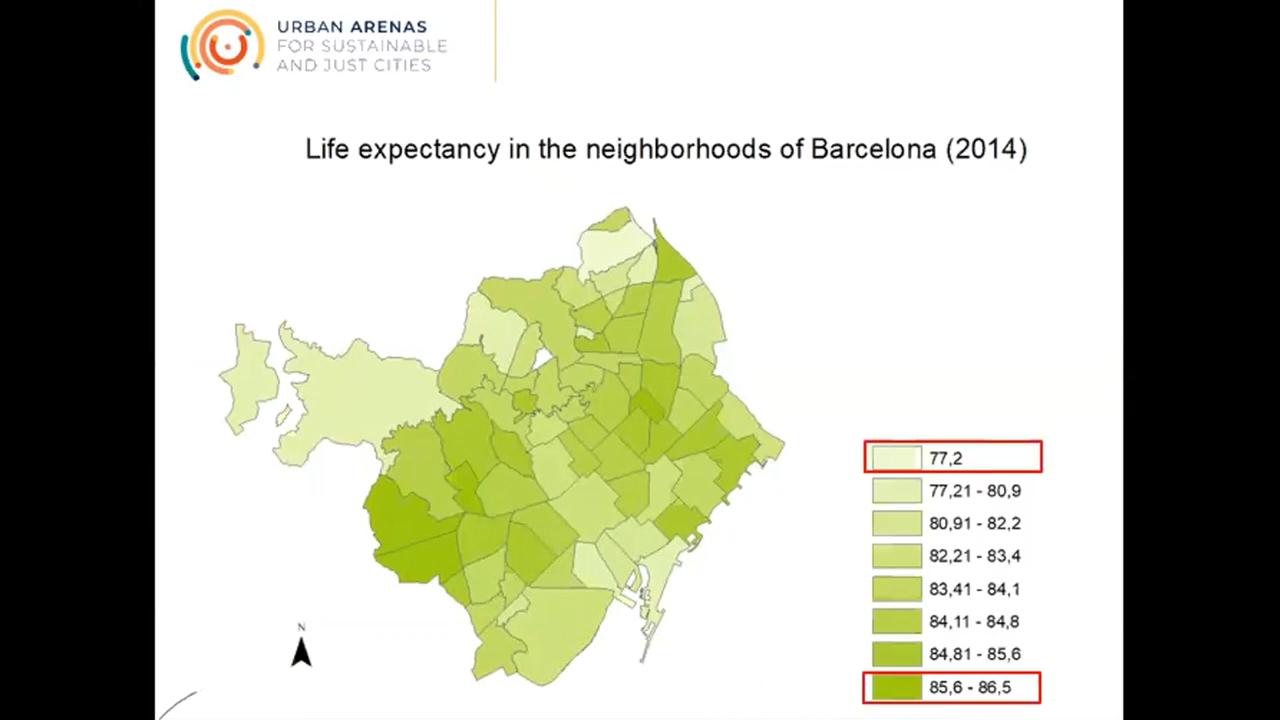 URBAN ARENAS
FOR SUSTAINABLE
AND JUST CITIES
Life expectancy in the neighborhoods of Barcelona (2014)
77,2
77,21 - 80,9
80,91 - 82,2
82,21 - 83,4
83,41 - 84,1
84,11 - 84,8
84,81 - 85,6
85,6 - 86,5
N